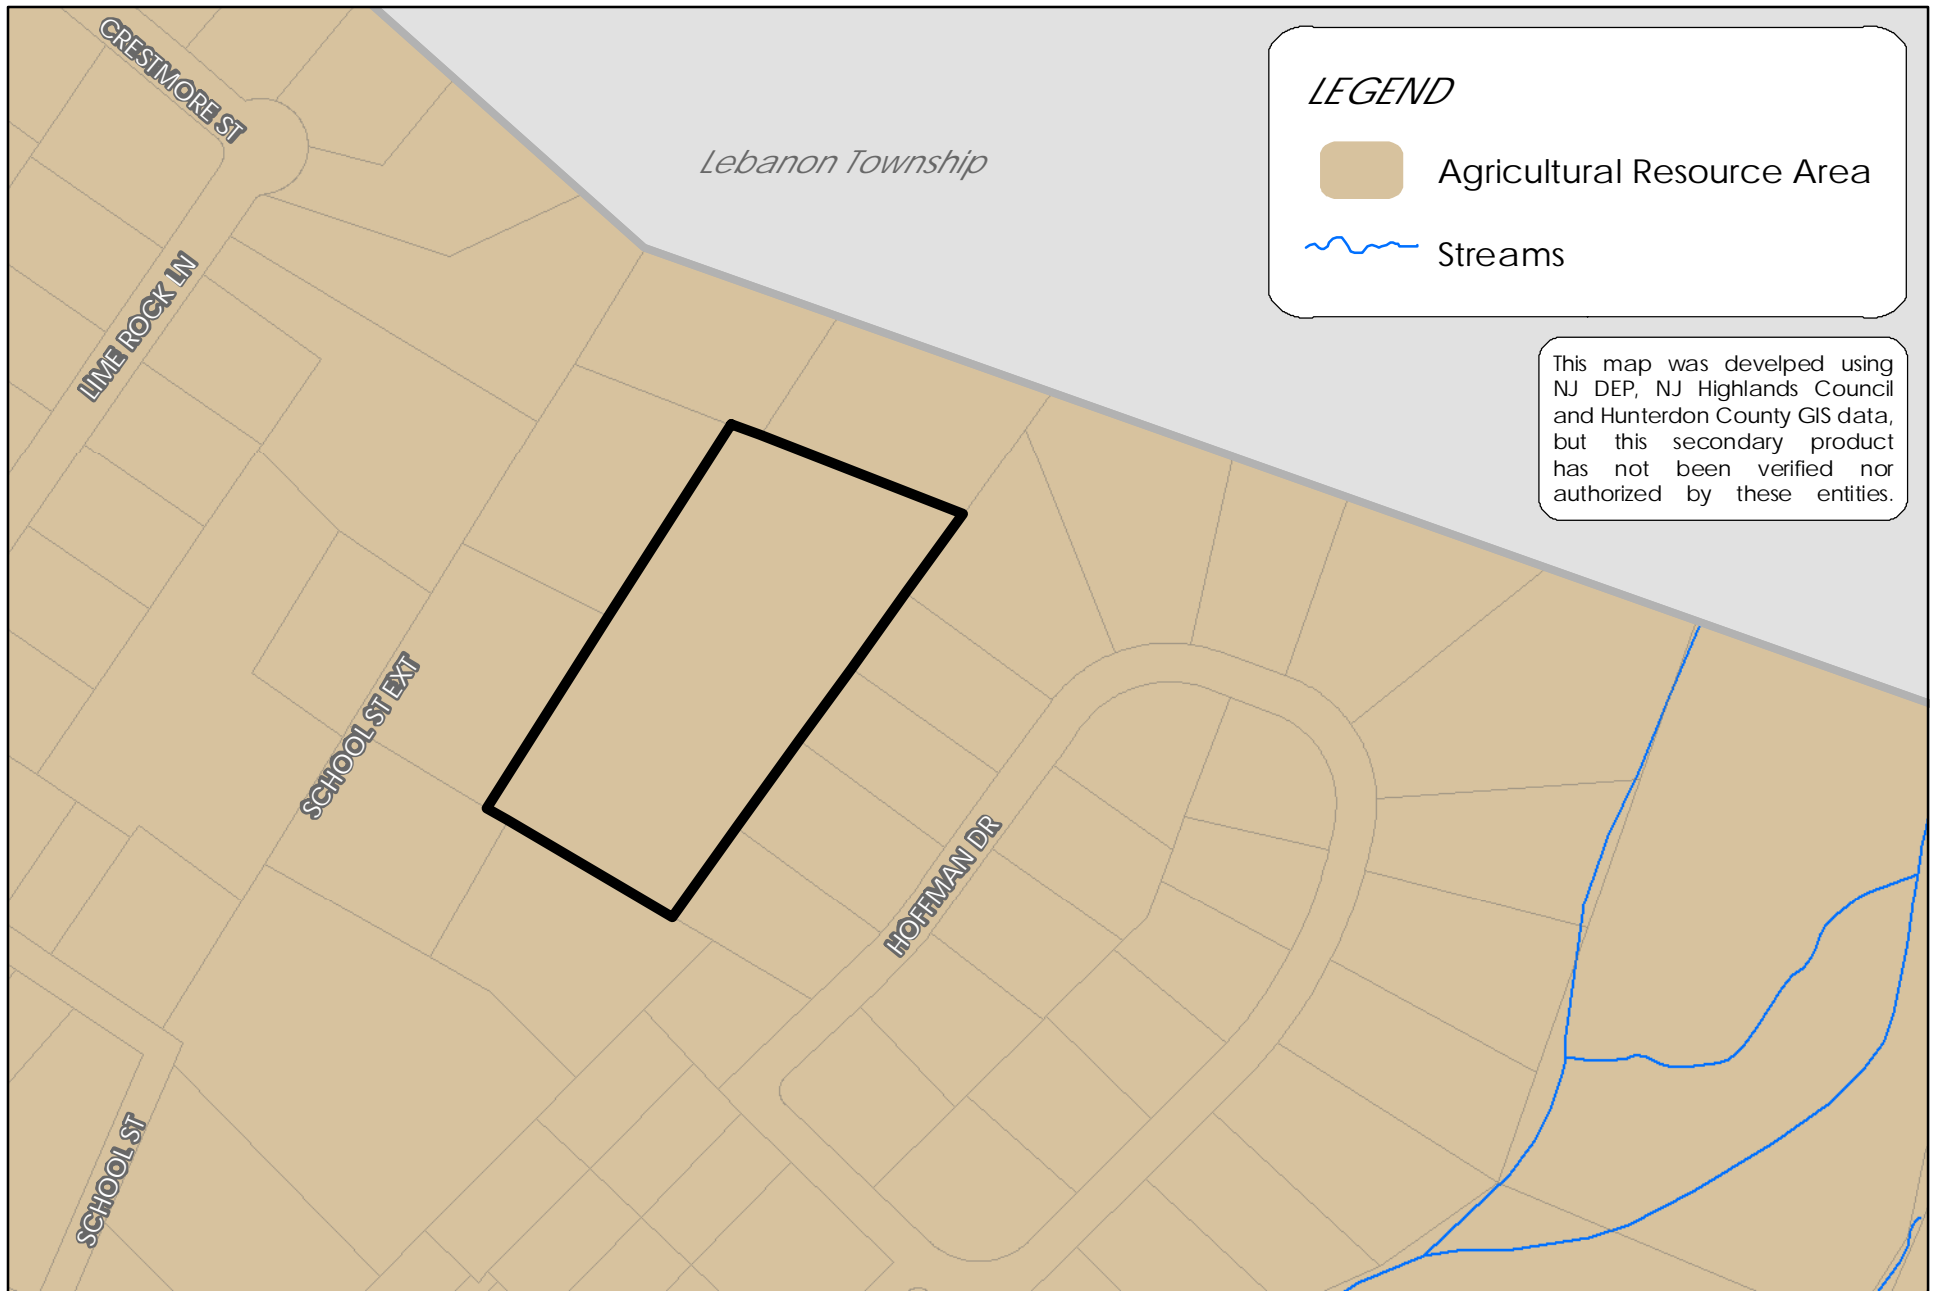 CRESTMORE ST
Lebanon Township
LEGEND
Agricultural Resource Area
Streams
LIME ROCK LN
This map was develped using
NJ DEP, NJ Highlands Council
and Hunterdon County GIS data,
but this secondary product
has not been verified nor
authorized by these entities.
SCHOOL ST EXT
HOFFMAN DR
SCHOOL ST